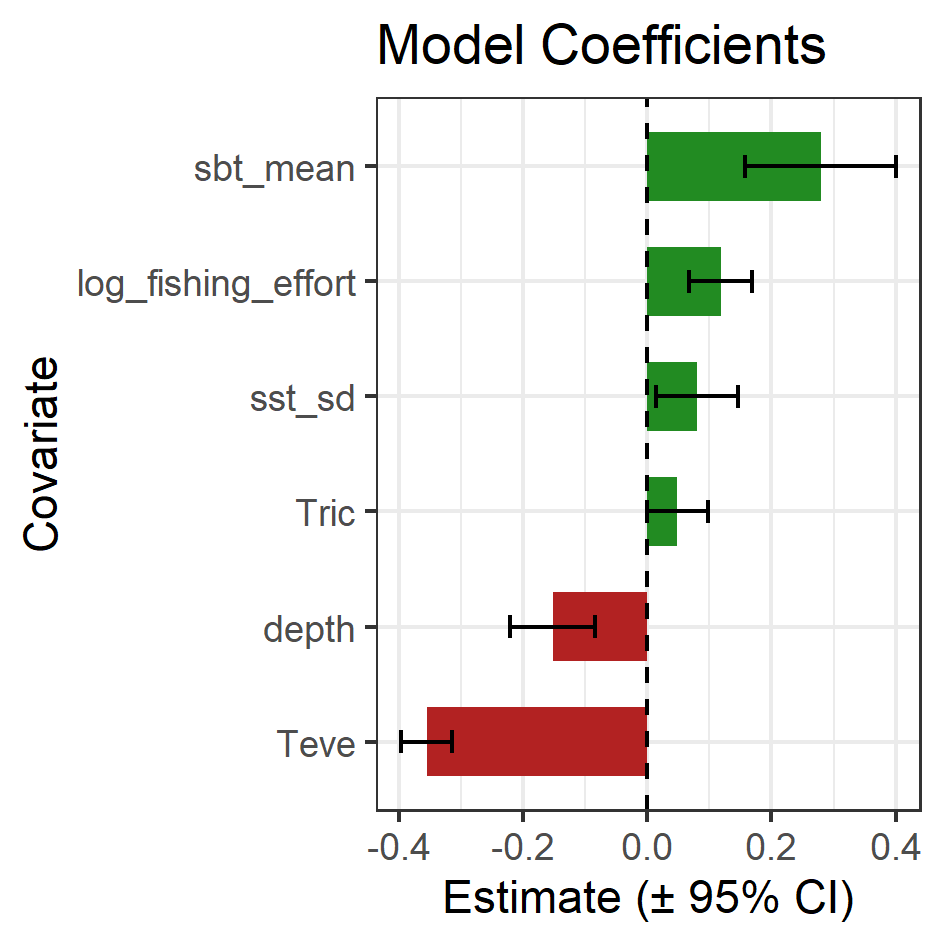 Model Coefficients
sbt_mean
log_fishing_effort
sst_sd
Tric
depth
Teve
Covariate
-0.4 -0.2 0.0 0.2 0.4
Estimate (± 95% CI)